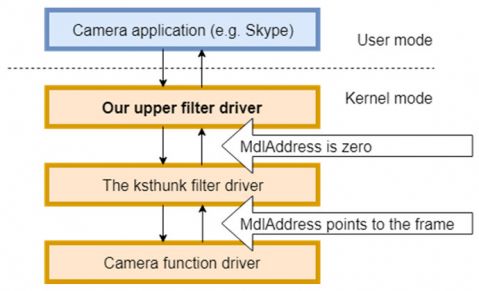 Camera application (e.g. Skype)
User mode
Our upper filter driver
Kernel mode
MdlAddress is zero
The ksthunk filter driver
MdlAddress points to the frame
Camera function driver